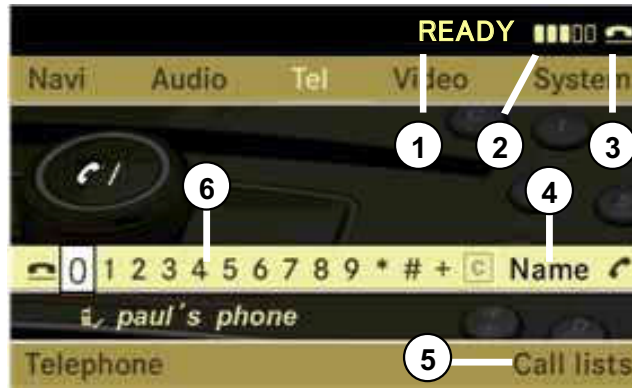 READY
Navi Audio Tel Video System
1 2 3
6 4
0 1 2 3 4 5 6 7 8 9 * # + C Name
paul's phone
5
Telephone Call lists